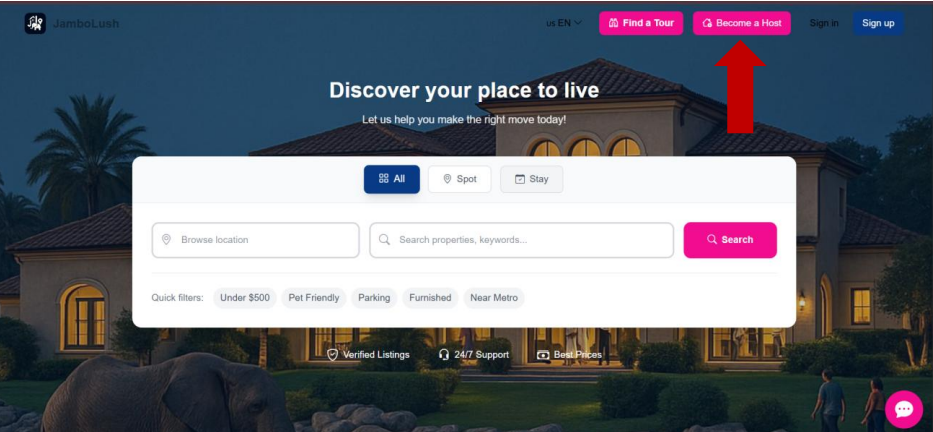 JamboLush
us EN
Find a Tour
Become a Host
Sign in
Sign up
Discover your place to live
Let us help you make the right move today!
All
Spot
Stay
Browse location
Search properties, keywords...
Search
Quick filters:
Under $500
Pet Friendly
Parking
Furnished
Near Metro
Verified Listings
24/7 Support
Best Prices